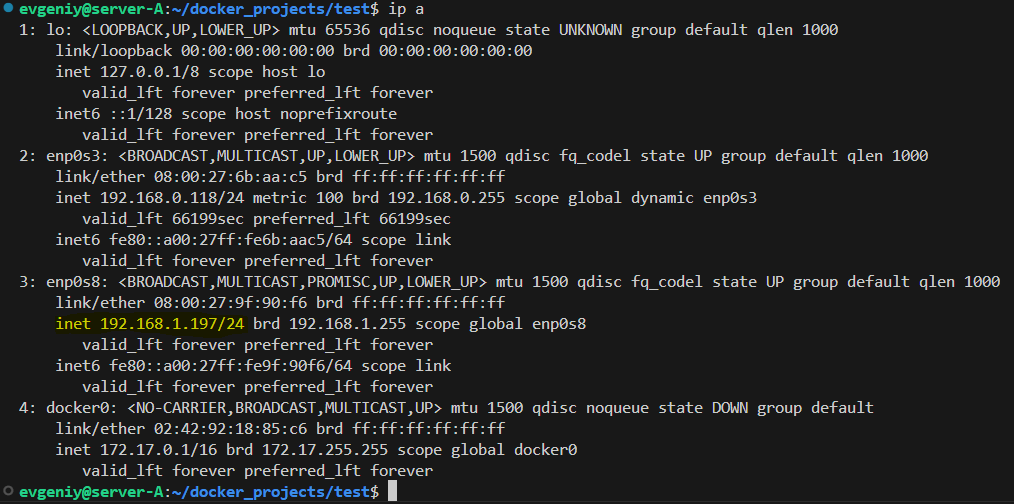 evgeniy@server-A:~/docker_projects/test$ ip a
1: lo: <LOOPBACK,UP,LOWER_UP> mtu 65536 qdisc noqueue state UNKNOWN group default qlen 1000
link/loopback 00:00:00:00:00:00 brd 00:00:00:00:00:00
inet 127.0.0.1/8 scope host lo
valid_lft forever preferred_lft forever
inet6 ::1/128 scope host noprefixroute
valid_lft forever preferred_lft forever
2: enp0s3: <BROADCAST,MULTICAST,UP,LOWER_UP> mtu 1500 qdisc fq_codel state UP group default qlen 1000
link/ether 08:00:27:6b:aa:c5 brd ff:ff:ff:ff:ff:ff
inet 192.168.0.118/24 metric 100 brd 192.168.0.255 scope global dynamic enp0s3
valid_lft 66199sec preferred_lft 66199sec
inet6 fe80::a00:27ff:fe6b:aac5/64 scope link
valid_lft forever preferred_lft forever
3: enp0s8: <BROADCAST,MULTICAST,PROMISC,UP,LOWER_UP> mtu 1500 qdisc fq_codel state UP group default qlen 1000
link/ether 08:00:27:9f:90:f6 brd ff:ff:ff:ff:ff:ff
inet 192.168.1.197/24 brd 192.168.1.255 scope global enp0s8
valid_lft forever preferred_lft forever
inet6 fe80::a00:27ff:fe9f:90f6/64 scope link
valid_lft forever preferred_lft forever
4: docker0: <NO-CARRIER,BROADCAST,MULTICAST,UP> mtu 1500 qdisc noqueue state DOWN group default
link/ether 02:42:92:18:85:c6 brd ff:ff:ff:ff:ff:ff
inet 172.17.0.1/16 brd 172.17.255.255 scope global docker0
valid_lft forever preferred_lft forever
evgeniy@server-A:~/docker_projects/test$